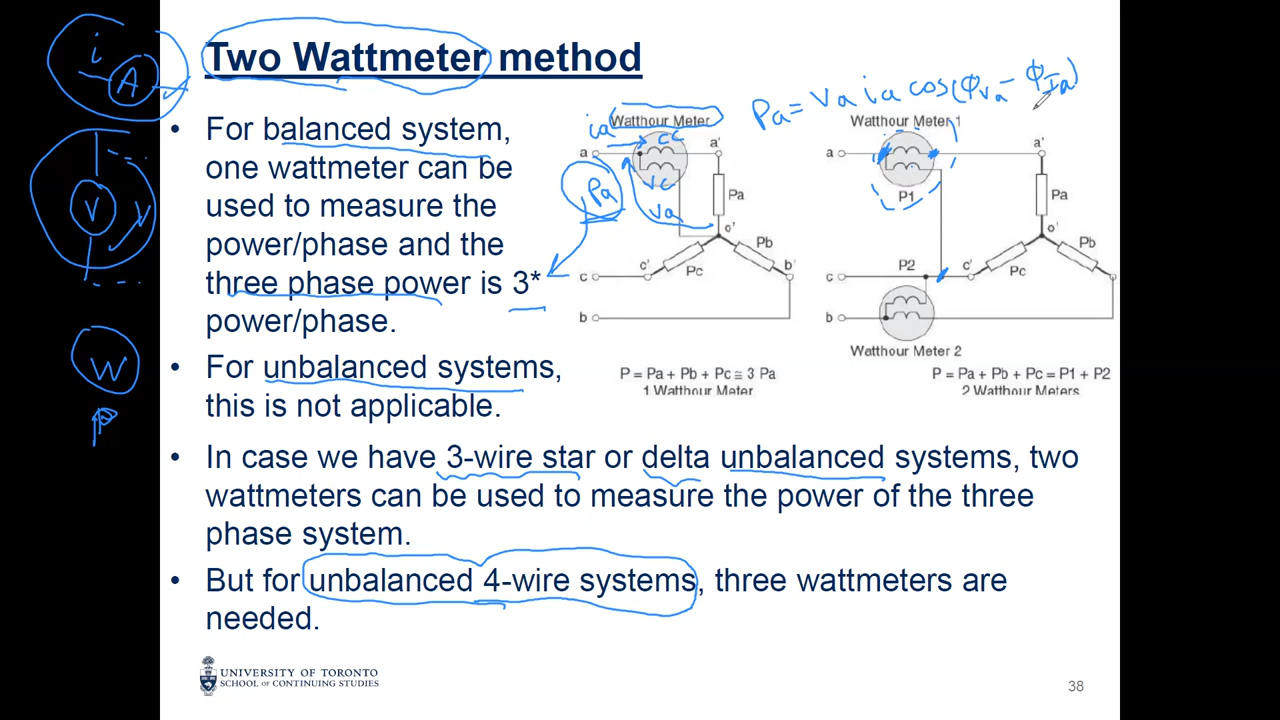 Two Wattmeter method
• For balanced system,
one wattmeter can be
used to measure the
power/phase and the
three phase power is 3*
power/phase.
• For unbalanced systems,
this is not applicable.
• In case we have 3-wire star or delta unbalanced systems, two
wattmeters can be used to measure the power of the three
phase system.
• But for unbalanced 4-wire systems, three wattmeters are
needed.
i
A
V
V
W
P
Pa = Va ia cos(φVa - φIa)
Watthour Meter
ia
cc
a
a'
vc
Va
Pa
Pa
o'
Pb
c
c'
Pc
b'
b
P = Pa + Pb + Pc ≅ 3 Pa
1 Watthour Meter
Watthour Meter 1
a
a'
P1
Pa
o'
P2
Pb
c
c'
Pc
b
Watthour Meter 2
P = Pa + Pb + Pc = P1 + P2
2 Watthour Meters
UNIVERSITY OF TORONTO
SCHOOL OF CONTINUING STUDIES
38